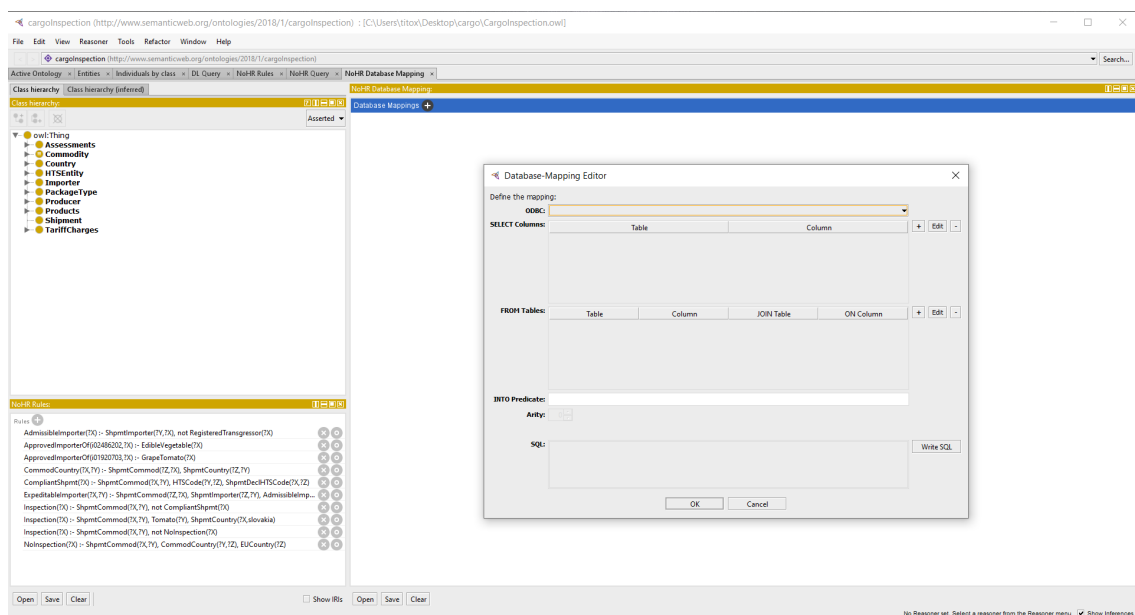 cargoInspection (http://www.semanticweb.org/ontologies/2018/1/cargoInspection) : [C:\Users\titox\Desktop\cargo\CargoInspection.owl]
File Edit View Reasoner Tools Refactor Window Help
cargoInspection (http://www.semanticweb.org/ontologies/2018/1/cargoInspection) Search...
Active Ontology × Entities × Individuals by class × DL Query × NoHR Rules × NoHR Query × NoHR Database Mapping ×
Class hierarchy Class hierarchy (inferred)
Class hierarchy:
Asserted
owl:Thing
Assessments
Commodity
Country
HTSEntity
Importer
PackageType
Producer
Products
Shipment
TariffCharges
NoHR Rules:
Rules
AdmissibleImporter(?X) :- ShpmtImporter(?Y,?X), not RegisteredTransgressor(?X)
ApprovedImporterOf(i02486202,?X) :- EdibleVegetable(?X)
ApprovedImporterOf(i01920703,?X) :- GrapeTomato(?X)
CommodCountry(?X,?Y) :- ShpmtCommod(?Z,?X), ShpmtCountry(?Z,?Y)
CompliantShpmt(?X) :- ShpmtCommod(?X,?Y), HTSCode(?Y,?Z), ShpmtDeclHTSCode(?X,?Z)
ExpeditableImporter(?X,?Y) :- ShpmtCommod(?Z,?X), ShpmtImporter(?Z,?Y), AdmissibleImp...
Inspection(?X) :- ShpmtCommod(?X,?Y), not CompliantShpmt(?X)
Inspection(?X) :- ShpmtCommod(?X,?Y), Tomato(?Y), ShpmtCountry(?X,slovakia)
Inspection(?X) :- ShpmtCommod(?X,?Y), not NoInspection(?X)
NoInspection(?X) :- ShpmtCommod(?X,?Y), CommodCountry(?Y,?Z), EUCountry(?Z)
Open Save Clear Show IRIs
NoHR Database Mapping:
Database Mappings
Database-Mapping Editor
Define the mapping:
ODBC:
SELECT Columns: Table Column + Edit -
FROM Tables: Table Column JOIN Table ON Column + Edit -
INTO Predicate:
Arity:
SQL: Write SQL
OK Cancel
Open Save Clear
No Reasoner set. Select a reasoner from the Reasoner menu Show Inferences